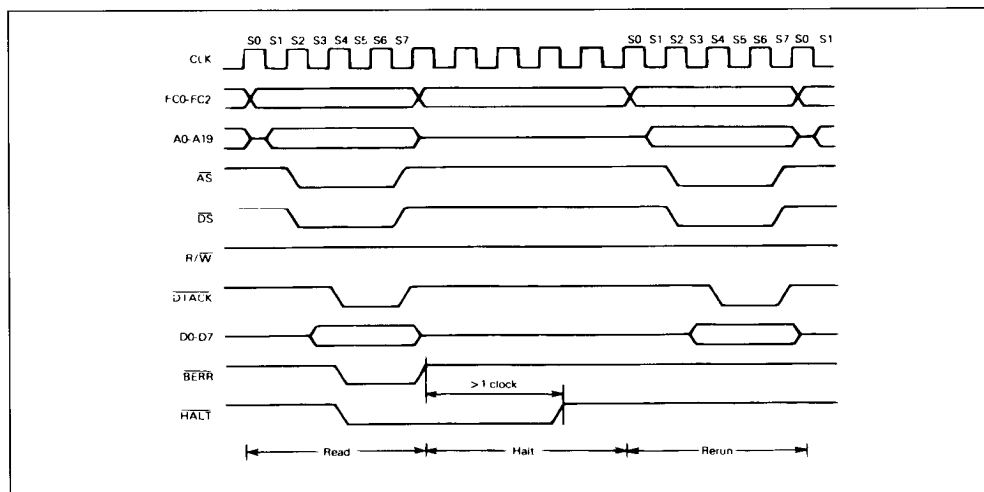 S0 S1 S2 S3 S4 S5 S6 S7 S0 S1 S2 S3 S4 S5 S6 S7 S0 S1
CLK
FC0-FC2
A0-A19
AS
DS
R/W
DTACK
D0-D7
BERR
> 1 clock
HALT
Read Halt Rerun